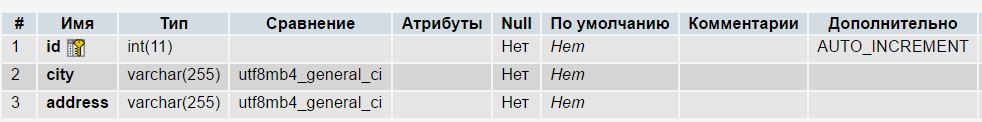 # Имя Тип Сравнение Атрибуты Null По умолчанию Комментарии Дополнительно
1 id int(11) Нет Нет AUTO_INCREMENT
2 city varchar(255) utf8mb4_general_ci Нет Нет
3 address varchar(255) utf8mb4_general_ci Нет Нет